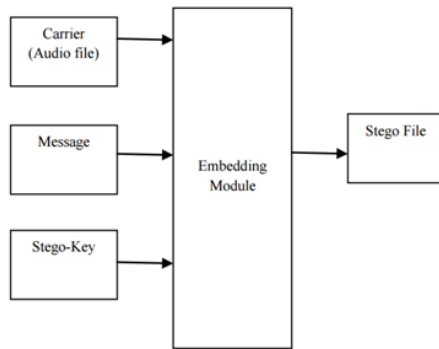 Carrier
(Audio file)
Message
Stego-Key
Embedding
Module
Stego File